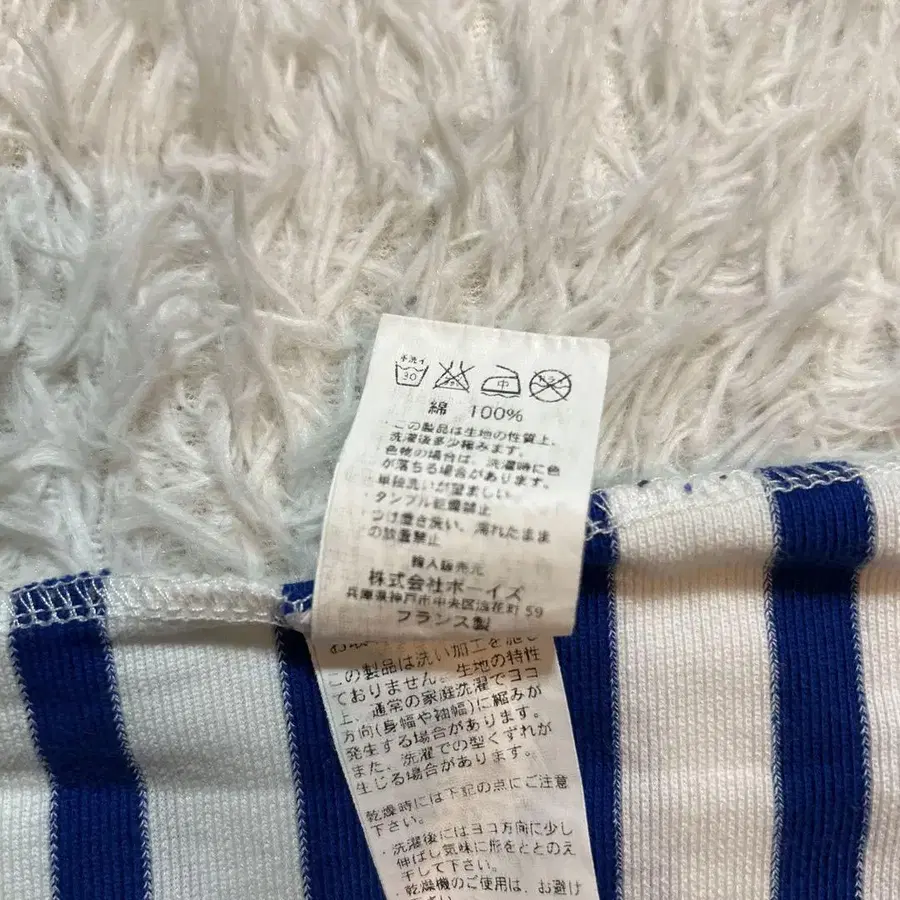 手洗イ
30
中
綿 100%
・この製品は生地の性質上、
洗濯後多少縮みます。
・色物の場合は、洗濯時に色
が落ちる場合があります。
・単独洗いが望ましい。
・タンブル乾燥禁止
・つけ置き洗い、濡れたまま
の放置禁止
輸入販売元
株式会社ボーイズ
兵庫県神戸市中央区浪花町 59
フランス製
この製品は洗い加工を施し
ておりません。生地の特性
上、通常の家庭洗濯でヨコ
方向(身幅や袖幅)に縮みが
発生する場合があります。
また、洗濯での型くずれが
生じる場合があります。
乾燥時には下記の点にご注意
下さい。
・洗濯後にはヨコ方向に少し
伸ばし気味に形をととのえ
干して下さい。
・乾燥機のご使用は、お避け